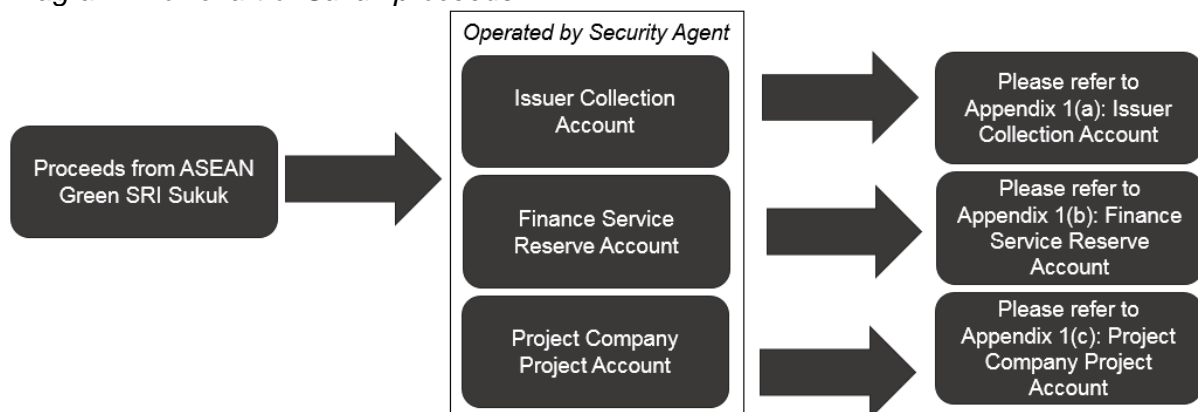 Operated by Security Agent
Proceeds from ASEAN
Green SRI Sukuk
Issuer Collection
Account
Finance Service
Reserve Account
Project Company
Project Account
Please refer to
Appendix 1(a): Issuer
Collection Account
Please refer to
Appendix 1(b): Finance
Service Reserve
Account
Please refer to
Appendix 1(c): Project
Company Project
Account